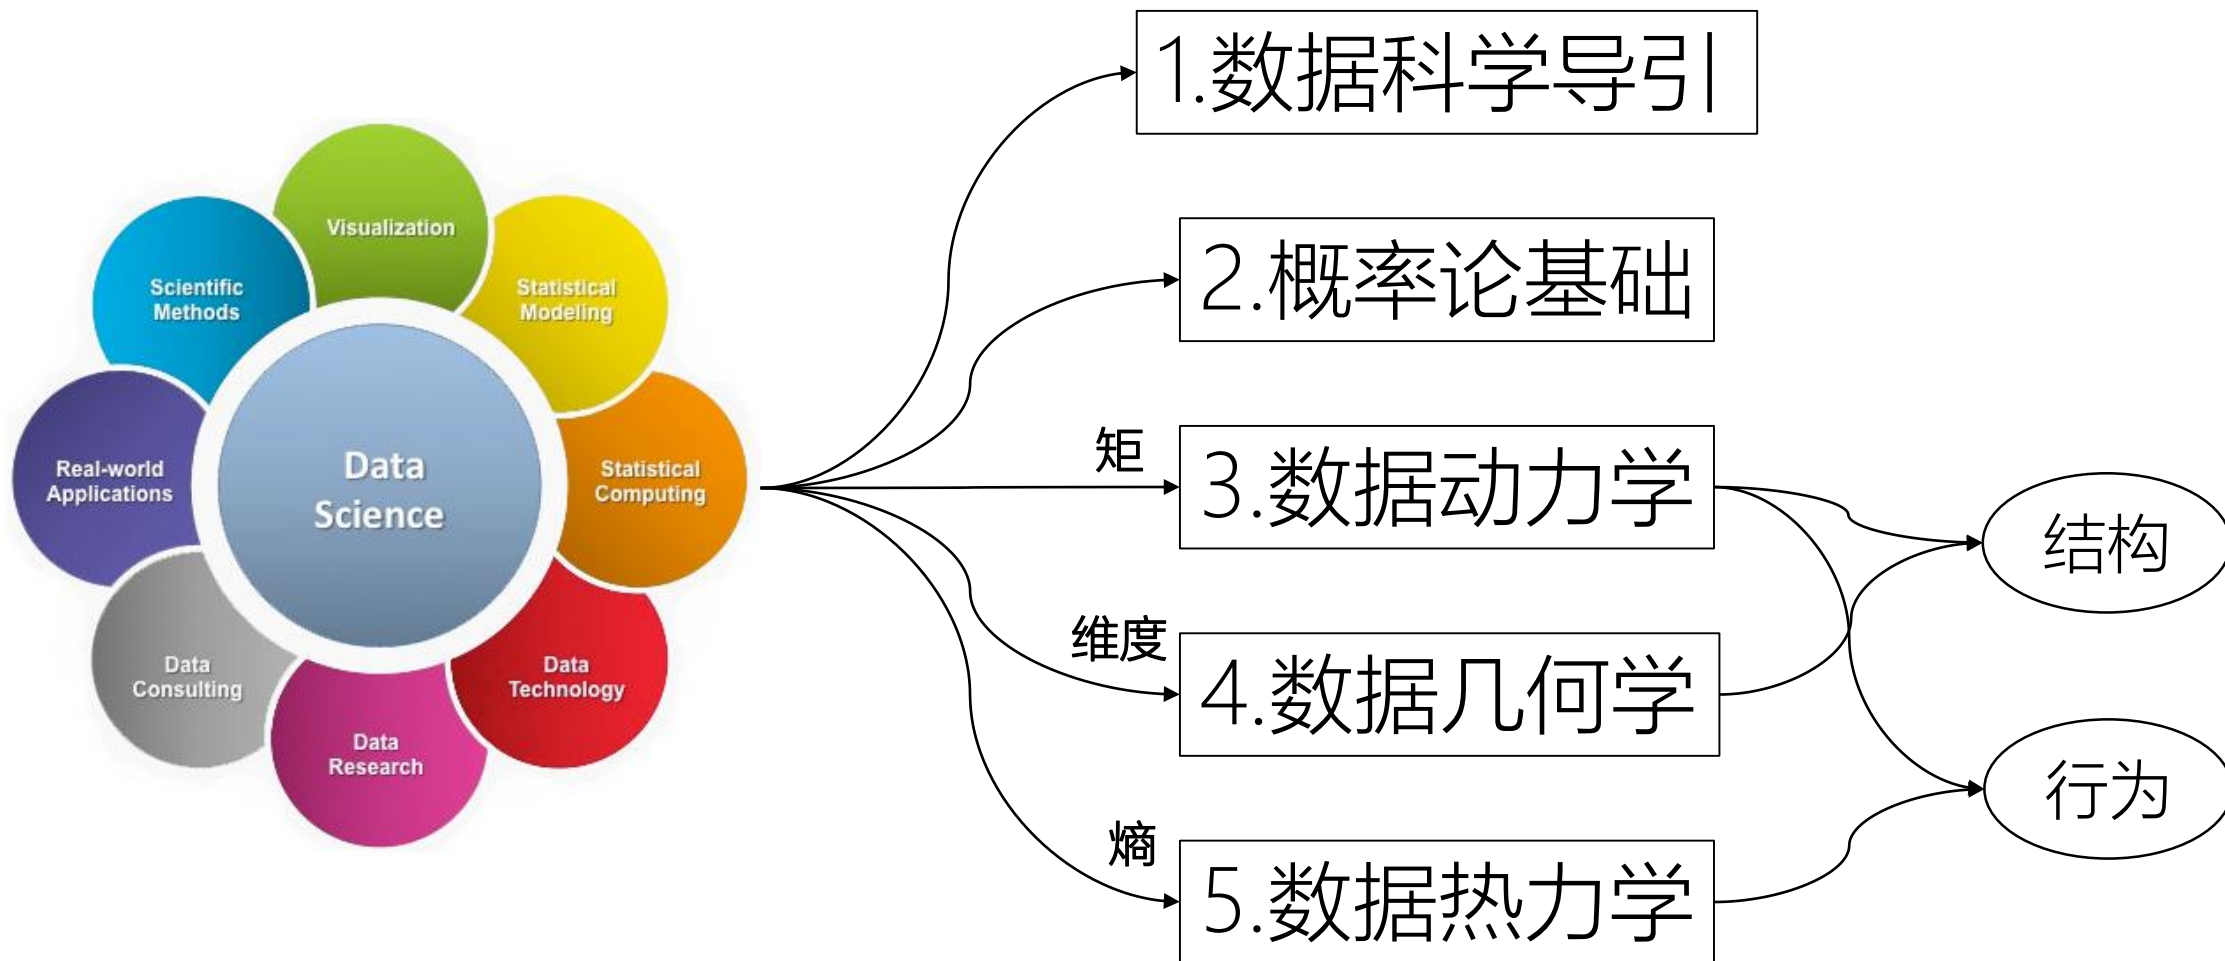 Visualization
Scientific
Methods
Statistical
Modeling
Real-world
Applications
Data
Science
Statistical
Computing
Data
Consulting
Data
Technology
Data
Research
1.数据科学导引
2.概率论基础
矩
3.数据动力学
维度
4.数据几何学
熵
5.数据热力学
结构
行为